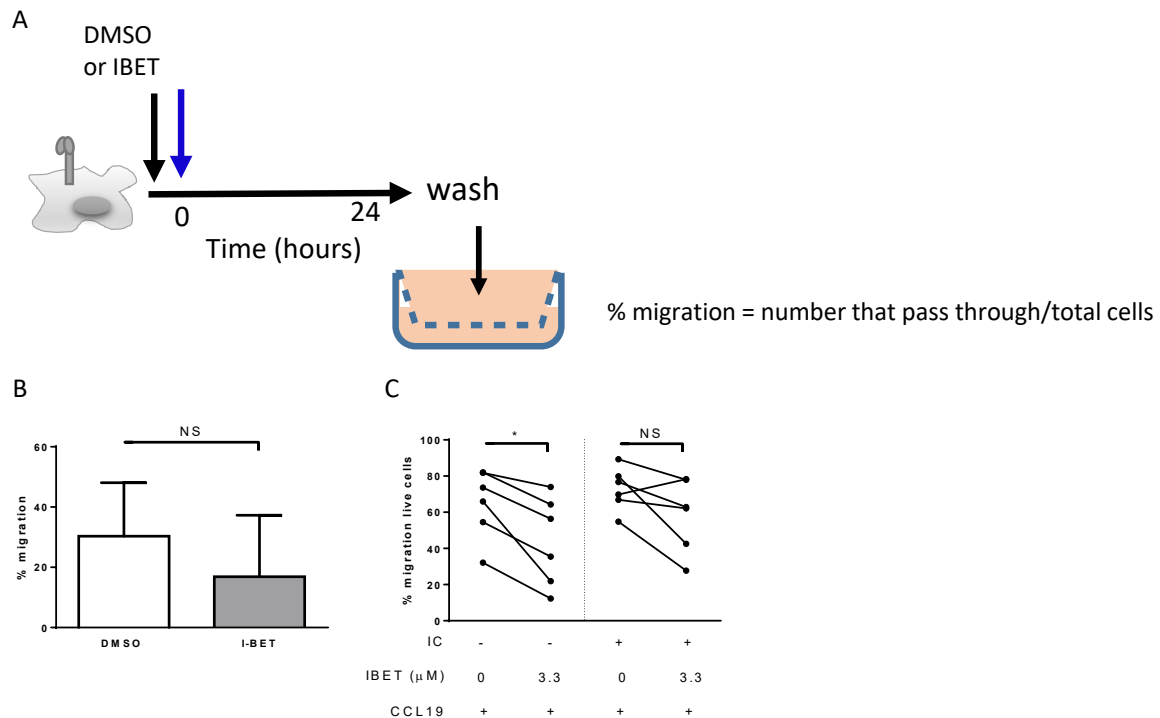 A
DMSO
or IBET
0
24
wash
Time (hours)
% migration = number that pass through/total cells
B
NS
60
40
20
0
% migration
DMSO
I-BET
C
*
NS
100
80
60
40
20
0
% migration live cells
IC - - + +
IBET (μM) 0 3.3 0 3.3
CCL19 + + + +